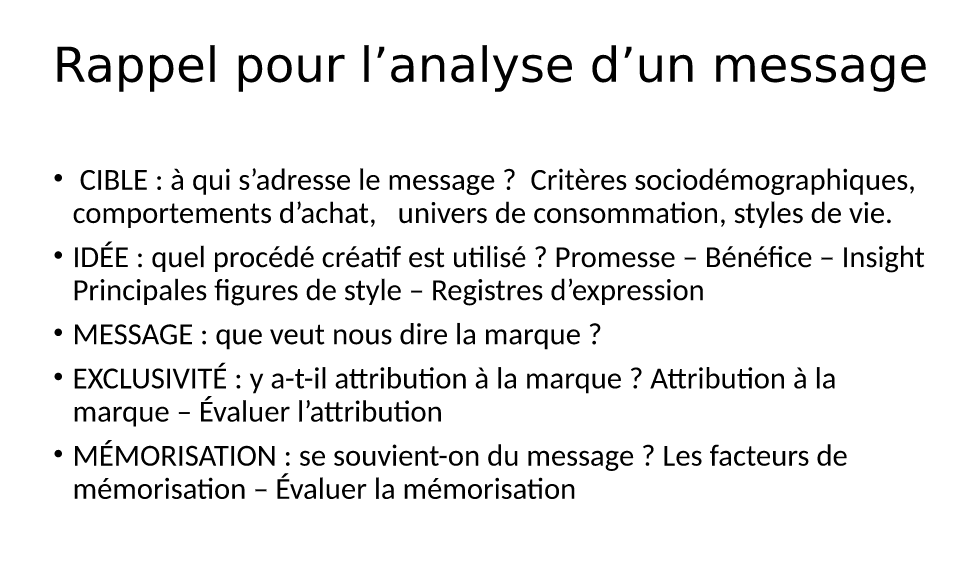 Rappel pour l’analyse d’un message
• CIBLE : à qui s’adresse le message ? Critères sociodémographiques,
comportements d’achat, univers de consommation, styles de vie.
• IDÉE : quel procédé créatif est utilisé ? Promesse – Bénéfice – Insight
Principales figures de style – Registres d’expression
• MESSAGE : que veut nous dire la marque ?
• EXCLUSIVITÉ : y a-t-il attribution à la marque ? Attribution à la
marque – Évaluer l’attribution
• MÉMORISATION : se souvient-on du message ? Les facteurs de
mémorisation – Évaluer la mémorisation